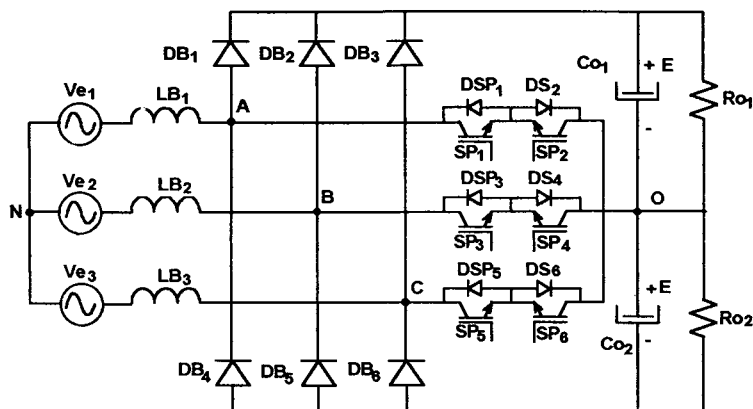 DB1 DB2 DB3
Co1 + E -
Ro1
Ve1 LB1 A
DSP1 DS2
SP1 SP2
Ve2 LB2 B
DSP3 DS4
N
O
SP3 SP4
Ve3 LB3 C
DSP5 DS6
SP5 SP6
+E
Co2 -
Ro2
DB4 DB5 DB6